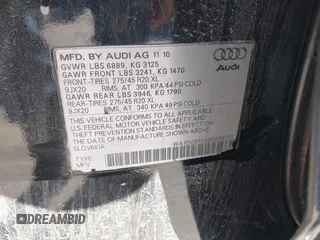 MFD. BY AUDI AG 11 10
GVWR LBS 6889, KG 3125
GAWR FRONT LBS 3241, KG 1470
FRONT-TIRES 275/45 R20 XL
9JX20 RIMS, AT 300 KPA 44 PSI COLD
GAWR REAR LBS 3946, KG 1790
REAR-TIRES 275/45 R20 XL
9JX20 RIMS, AT 340 KPA 49 PSI COLD
THIS VEHICLE CONFORMS TO ALL APPLICABLE
FEDERAL MOTOR VEHICLE SAFETY AND
THEFT PREVENTION STANDARDS IN EFFECT ON
THE DATE OF MANUFACTURE SHOWN ABOVE
SLOVAKIA
TYPE:
MPV
Audi
DREAMBID